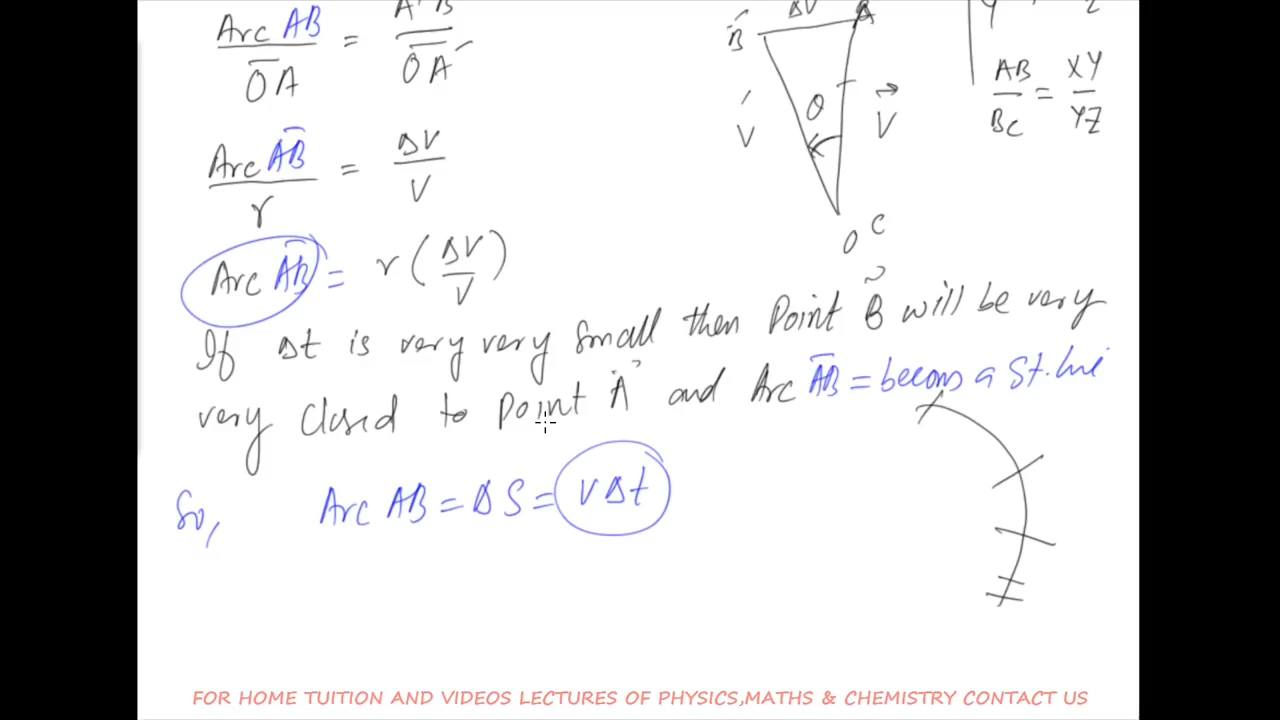 Arc AB / OA = A'B / OA'
Arc AB / r = ΔV / V
Arc AB = r (ΔV / V)
If Δt is very very small then Point B will be very
very closed to point A' and Arc AB = becoms a St. line
So, Arc AB = ΔS = VΔt
B' ΔV A
V' θ V
O C
AB / BC = XY / YZ
FOR HOME TUITION AND VIDEOS LECTURES OF PHYSICS,MATHS & CHEMISTRY CONTACT US